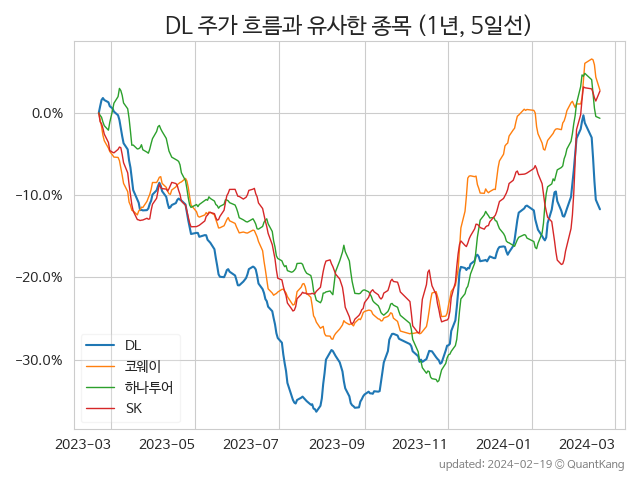 DL 주가 흐름과 유사한 종목 (1년, 5일선)
0.0%
−10.0%
−20.0%
−30.0%
DL
코웨이
하나투어
SK
2023-03 2023-05 2023-07 2023-09 2023-11 2024-01 2024-03
updated: 2024-02-19 © QuantKang